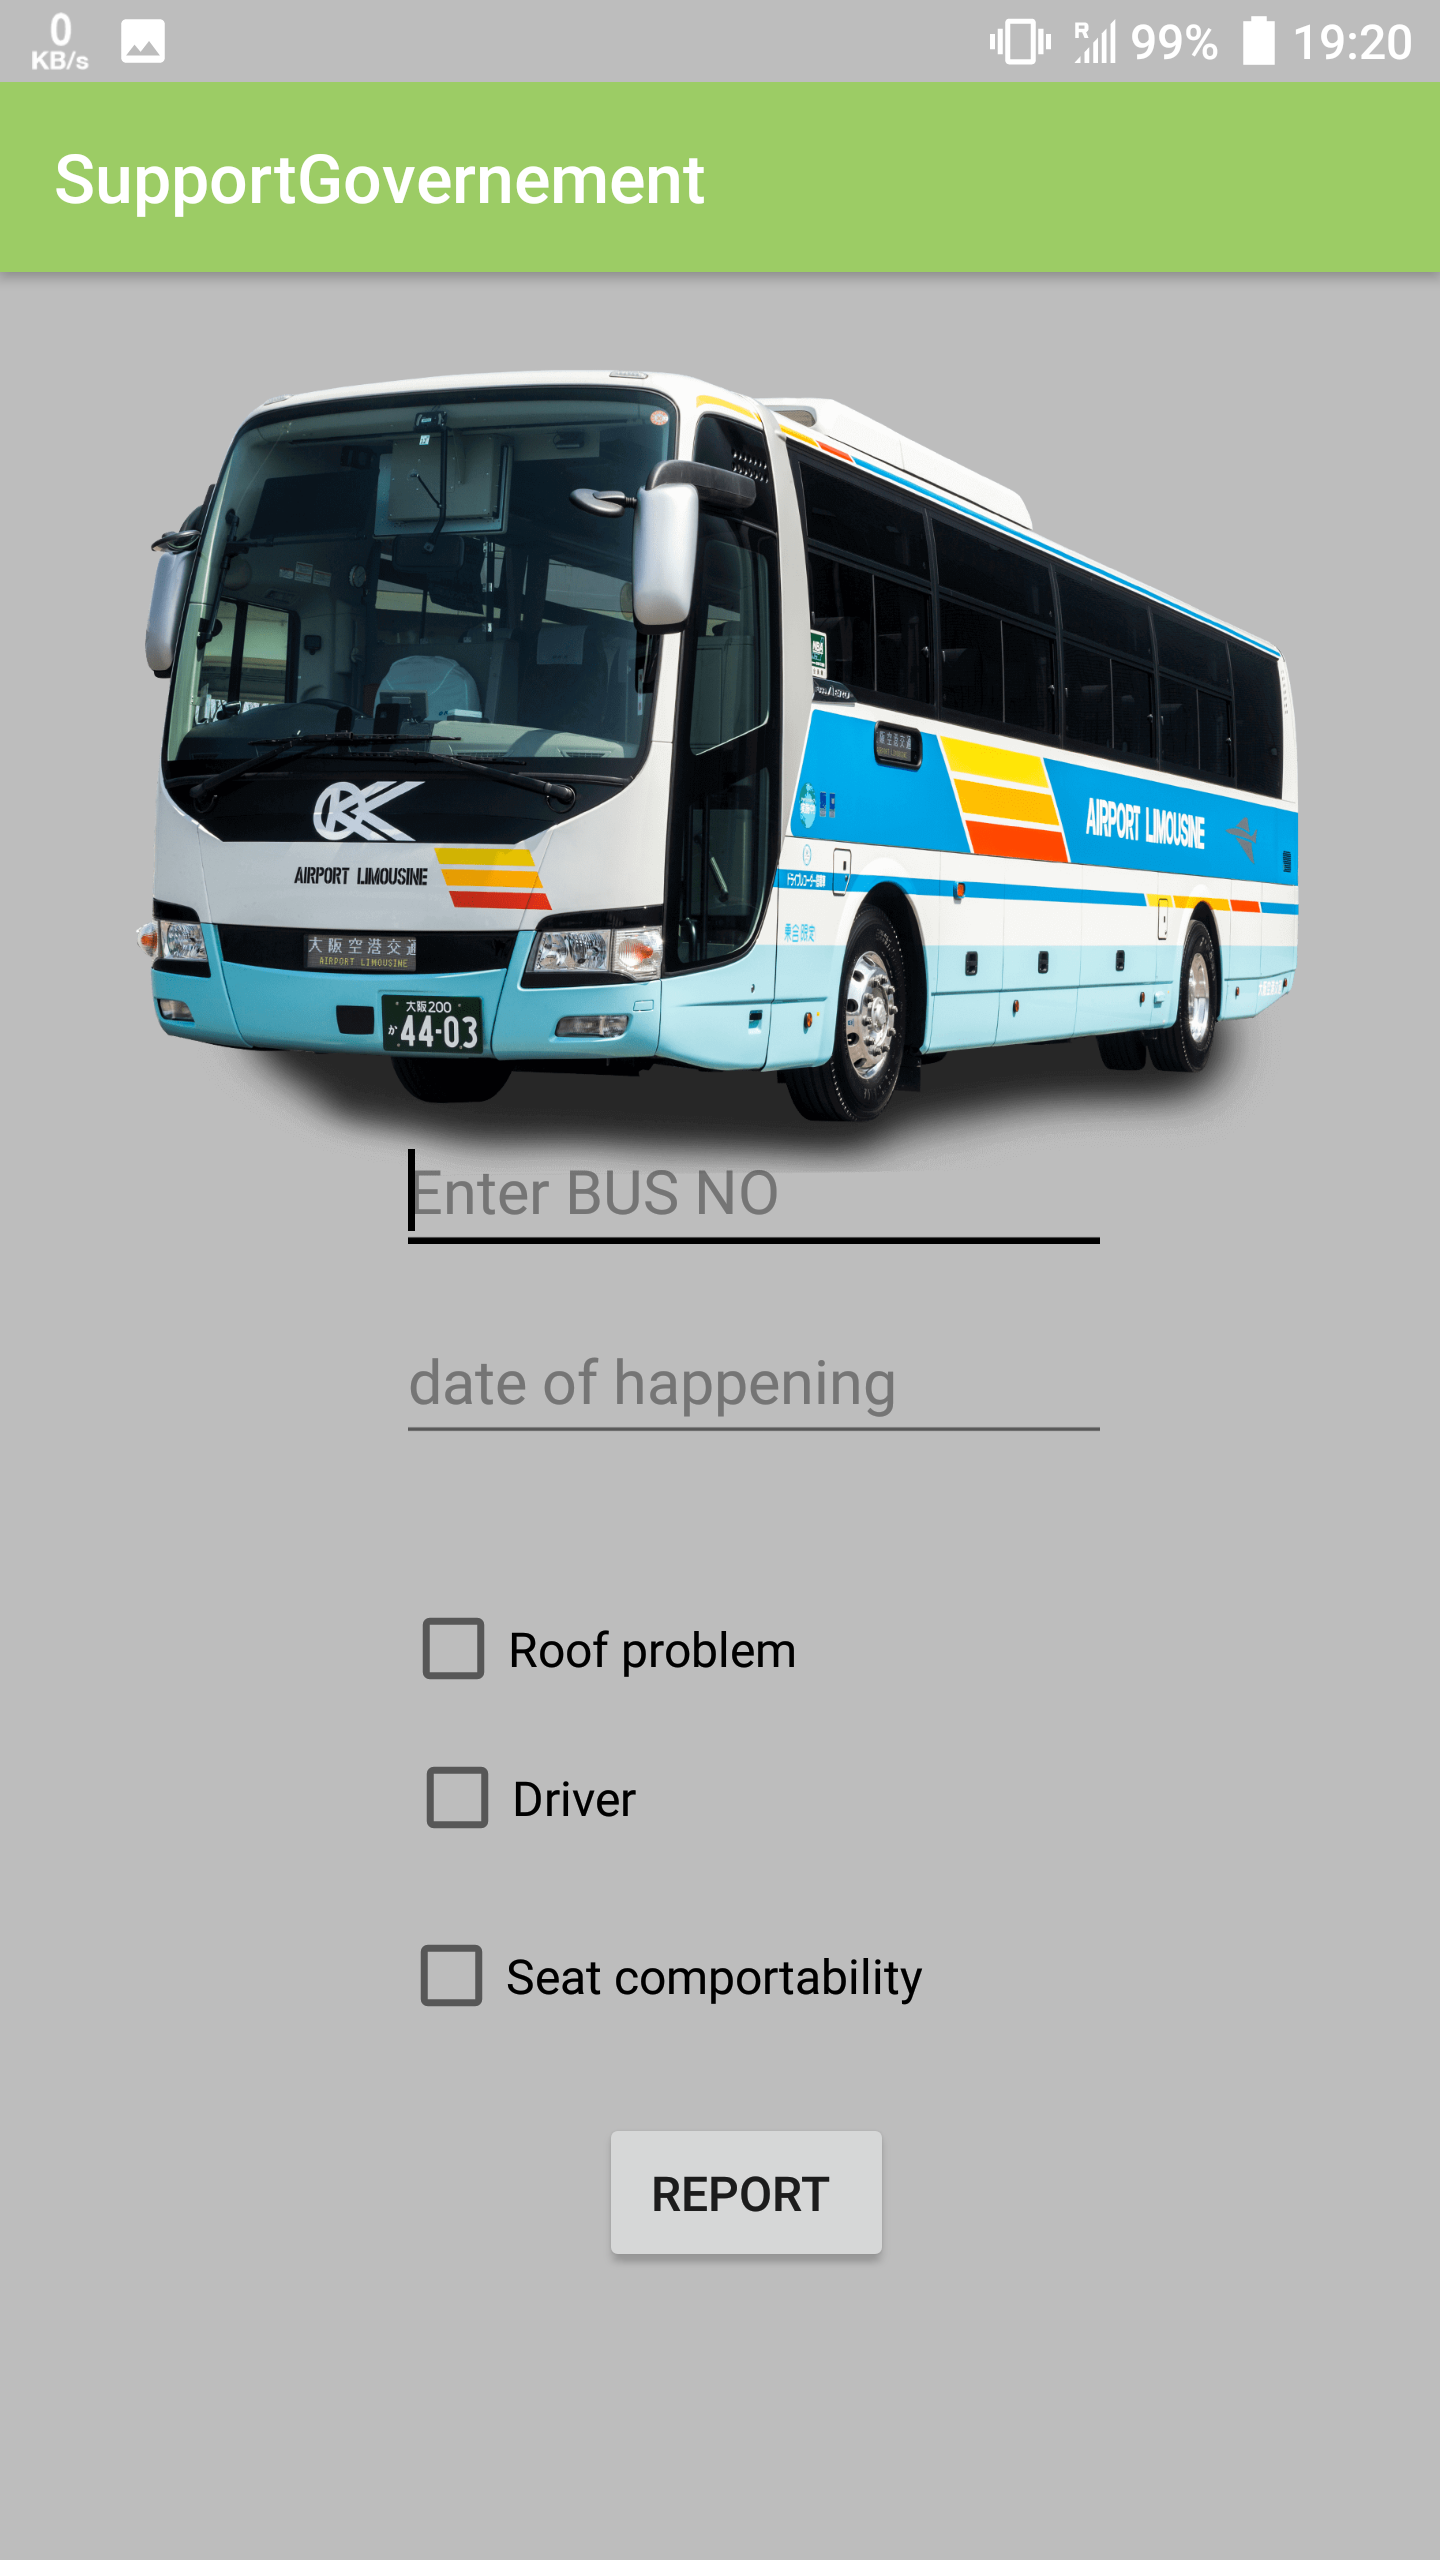 0
KB/s
R
99%
19:20
SupportGovernement
AIRPORT LIMOUSINE
AIRPORT LIMOUSINE
大阪空港交通
AIRPORT LIMOUSINE
大阪200
か 44-03
Enter BUS NO
date of happening
Roof problem
Driver
Seat comportability
REPORT